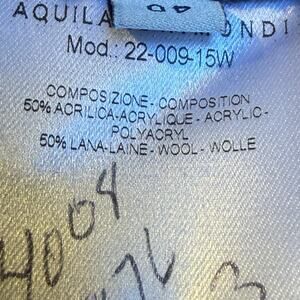 40
AQUILA ONDI
Mod.: 22-009-15W
COMPOSIZIONE - COMPOSITION
50% ACRILICA-ACRYLIQUE - ACRYLIC-
POLYACRYL
50% LANA-LAINE - WOOL - WOLLE
4004